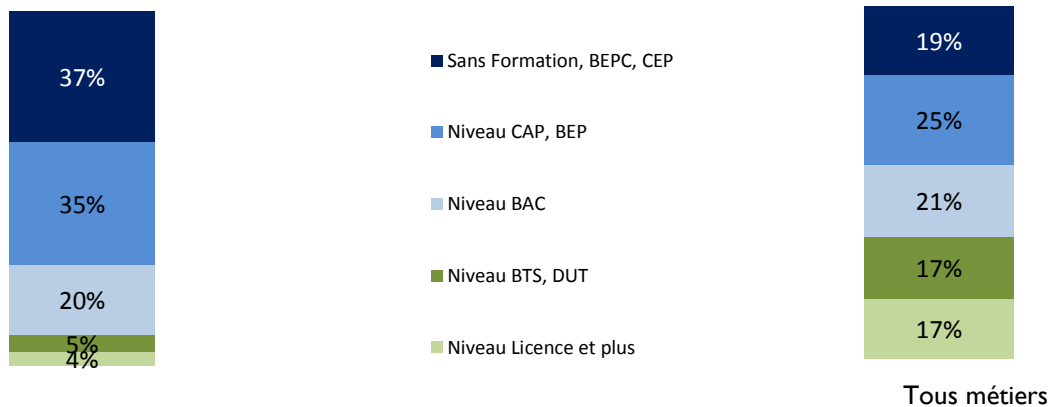 37%
35%
20%
5%
4%
Sans Formation, BEPC, CEP
Niveau CAP, BEP
Niveau BAC
Niveau BTS, DUT
Niveau Licence et plus
19%
25%
21%
17%
17%
Tous métiers